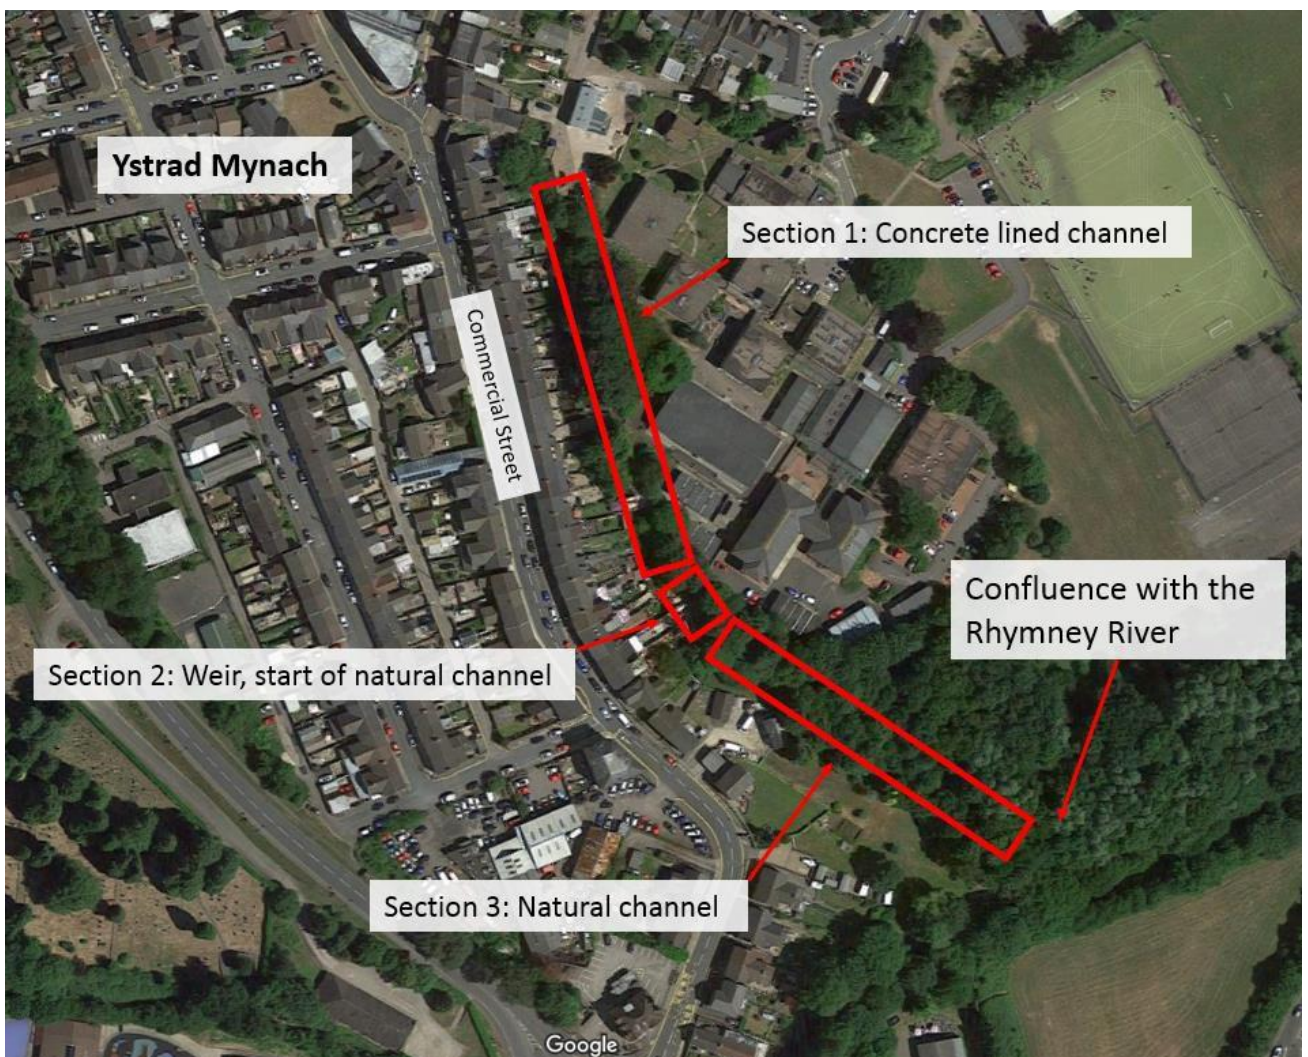 Ystrad Mynach
Section 1: Concrete lined channel
Commercial Street
Confluence with the
Rhymney River
Section 2: Weir, start of natural channel
Section 3: Natural channel
Google